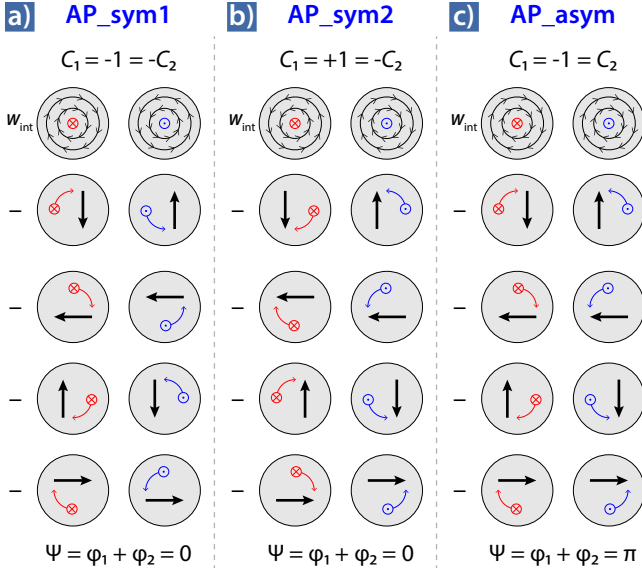 a) AP_sym1
C₁ = -1 = -C₂
Wint
–
–
–
–
Ψ = φ₁ + φ₂ = 0
b) AP_sym2
C₁ = +1 = -C₂
Wint
–
–
–
–
Ψ = φ₁ + φ₂ = 0
c) AP_asym
C₁ = -1 = C₂
Wint
–
–
–
–
Ψ = φ₁ + φ₂ = π